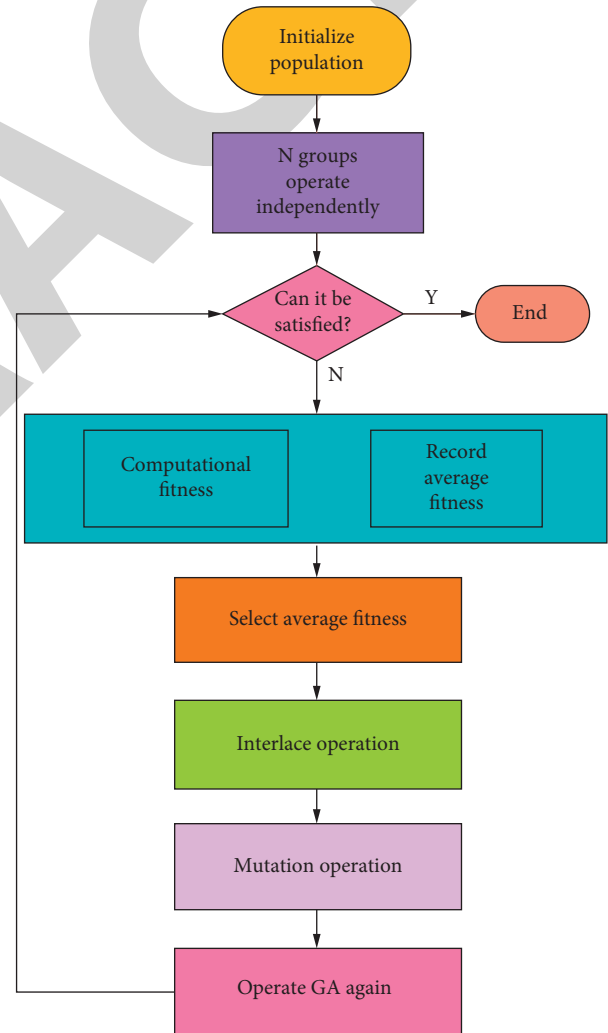 Initialize
population
N groups
operate
independently
Can it be
satisfied?
Y
End
N
Computational
fitness
Record
average
fitness
Select average fitness
Interlace operation
Mutation operation
Operate GA again